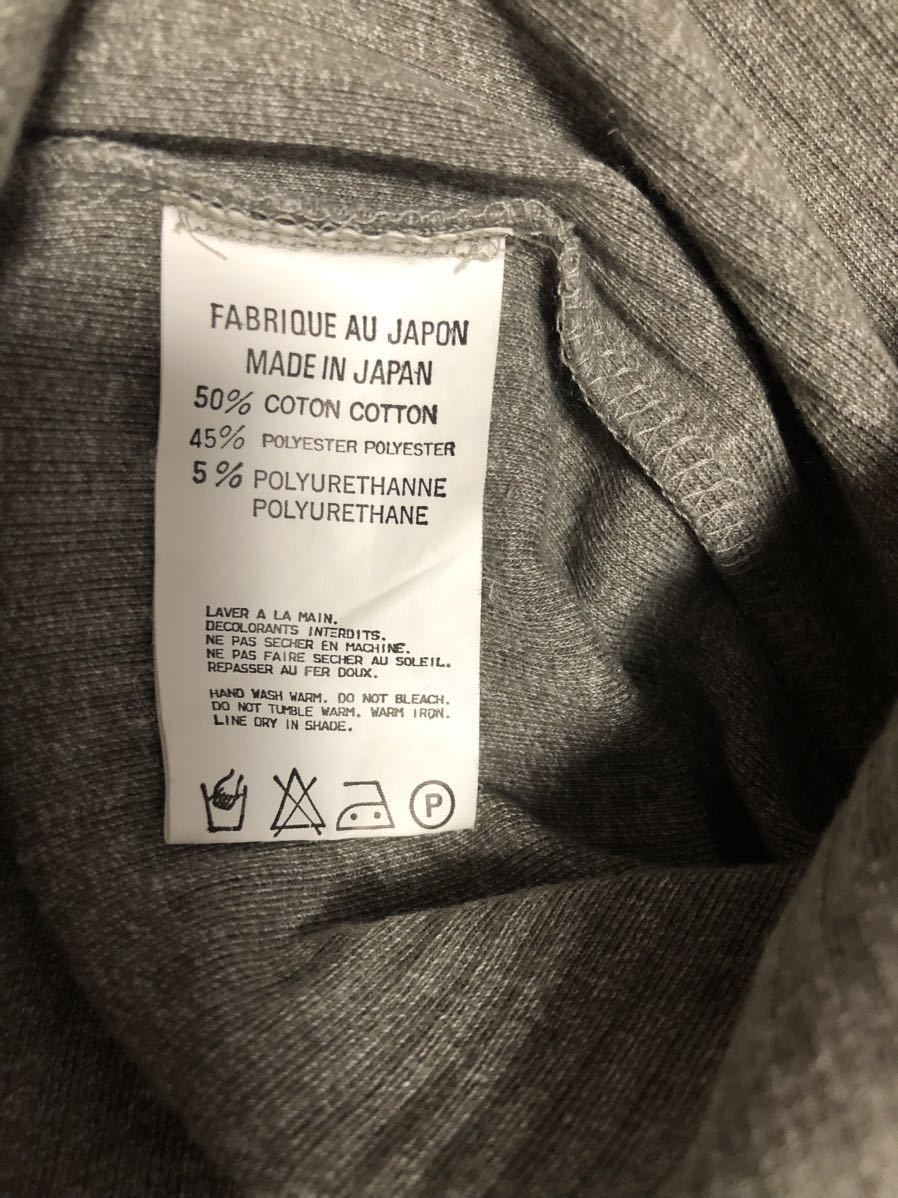 FABRIQUE AU JAPON
MADE IN JAPAN
50% COTON COTTON
45% POLYESTER POLYESTER
5% POLYURETHANNE
POLYURETHANE
LAVER A LA MAIN.
DECOLORANTS INTERDITS.
NE PAS SECHER EN MACHINE.
NE PAS FAIRE SECHER AU SOLEIL.
REPASSER AU FER DOUX.
HAND WASH WARM. DO NOT BLEACH.
DO NOT TUMBLE WARM. WARM IRON.
LINE DRY IN SHADE.
P